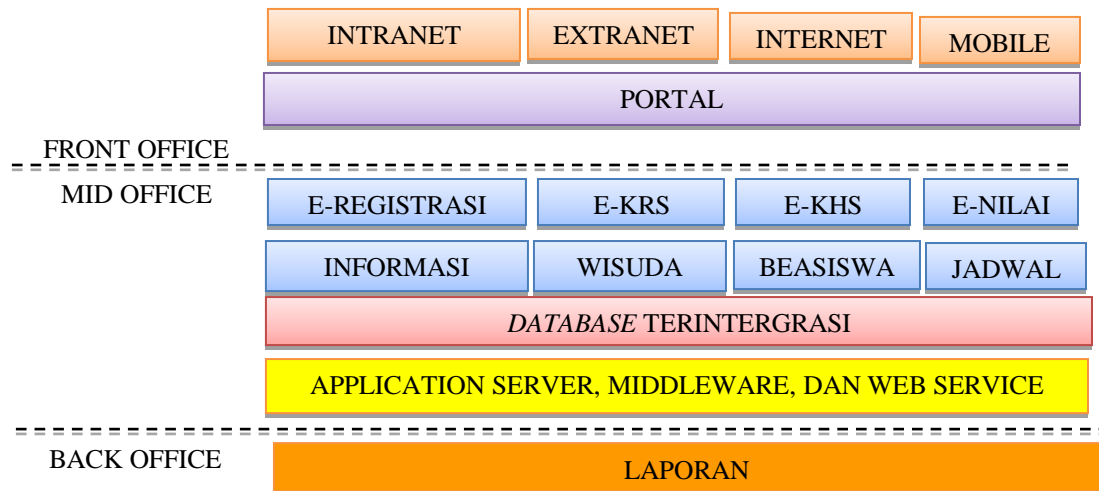 INTRANET EXTRANET INTERNET MOBILE
PORTAL
FRONT OFFICE
MID OFFICE
E-REGISTRASI E-KRS E-KHS E-NILAI
INFORMASI WISUDA BEASISWA JADWAL
DATABASE TERINTERGRASI
APPLICATION SERVER, MIDDLEWARE, DAN WEB SERVICE
BACK OFFICE
LAPORAN